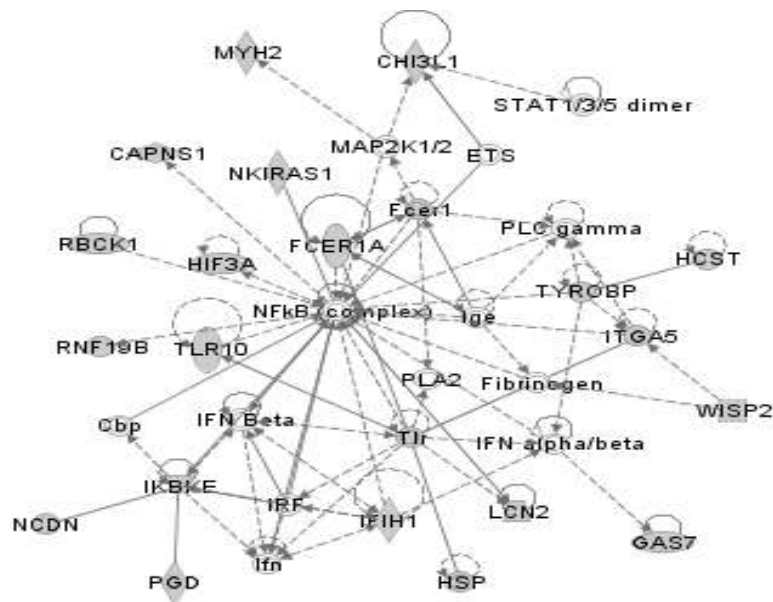 MYH2
CHI3L1
STAT1/3/5 dimer
MAP2K1/2
ETS
CAPNS1
NKIRAS1
Fcer1
PLC gamma
RBCK1
FCER1A
HCST
HIF3A
TYROBP
NFkB (complex)
Ige
RNF19B
TLR10
ITGA5
PLA2
Fibrinogen
WISP2
Cbp
IFN Beta
Tlr
IFN alpha/beta
IKBKE
IRF
IFIH1
LCN2
NCDN
GAS7
Ifn
PGD
HSP